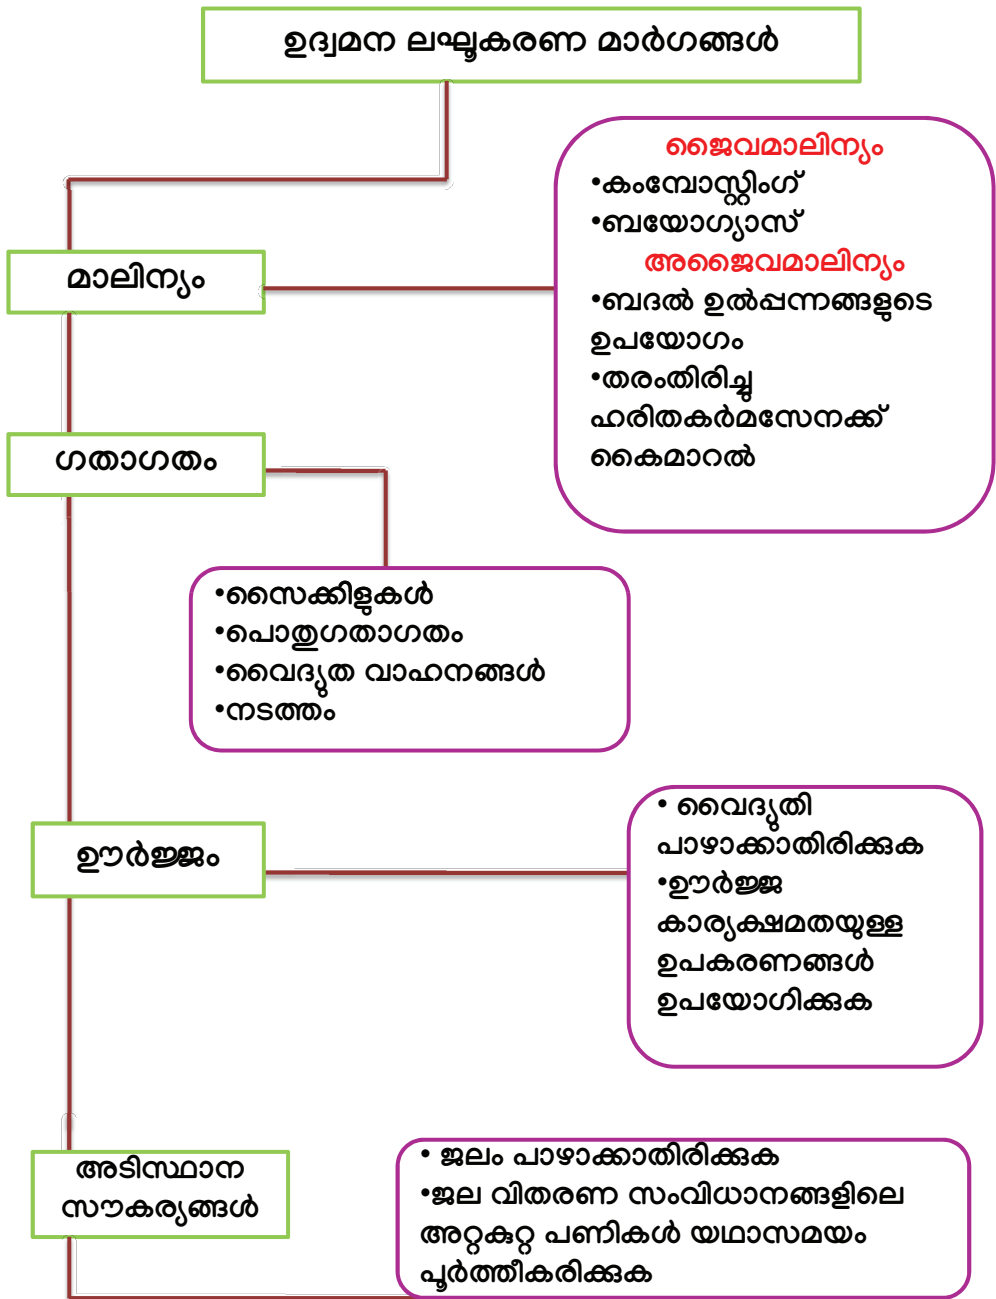 ഉദ്വമന ലഘൂകരണ മാർഗങ്ങൾ
മാലിന്യം
ജൈവമാലിന്യം
•കംമ്പോസ്റ്റിംഗ്
•ബയോഗ്യാസ്
അജൈവമാലിന്യം
•ബദൽ ഉൽപ്പന്നങ്ങളുടെ
ഉപയോഗം
•തരംതിരിച്ചു
ഹരിതകർമസേനക്ക്
കൈമാറൽ
ഗതാഗതം
•സൈക്കിളുകൾ
•പൊതുഗതാഗതം
•വൈദ്യുത വാഹനങ്ങൾ
•നടത്തം
ഊർജ്ജം
• വൈദ്യുതി
പാഴാക്കാതിരിക്കുക
•ഊർജ്ജ
കാര്യക്ഷമതയുള്ള
ഉപകരണങ്ങൾ
ഉപയോഗിക്കുക
അടിസ്ഥാന
സൗകര്യങ്ങൾ
• ജലം പാഴാക്കാതിരിക്കുക
•ജല വിതരണ സംവിധാനങ്ങളിലെ
അറ്റകുറ്റ പണികൾ യഥാസമയം
പൂർത്തീകരിക്കുക